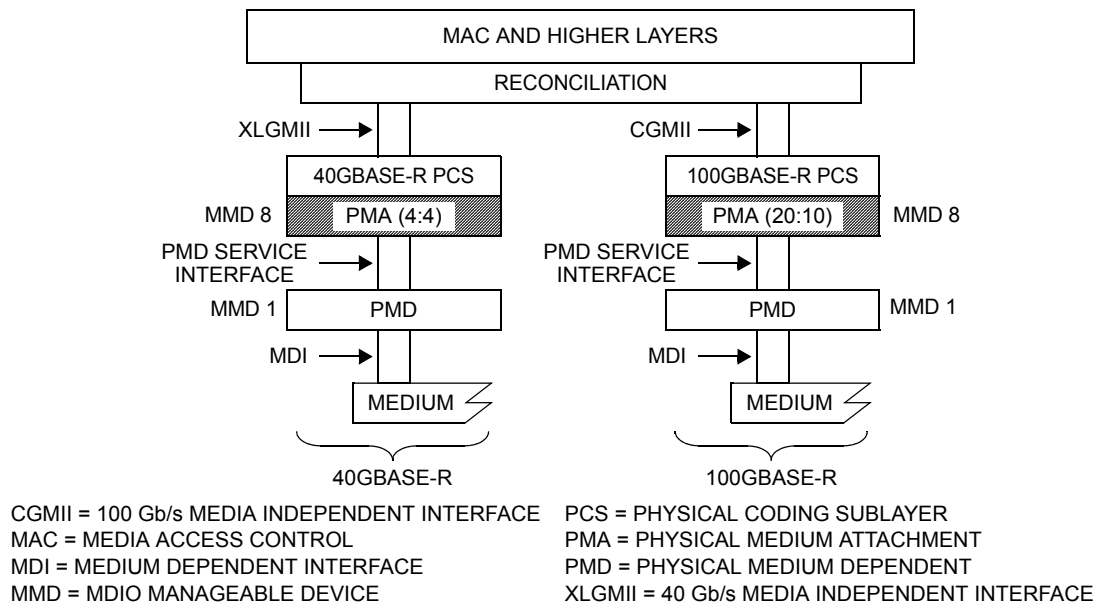 MAC AND HIGHER LAYERS
RECONCILIATION
XLGMII
CGMII
40GBASE-R PCS
100GBASE-R PCS
MMD 8
PMA (4:4)
PMA (20:10)
MMD 8
PMD SERVICE
INTERFACE
PMD SERVICE
INTERFACE
MMD 1
PMD
PMD
MMD 1
MDI
MDI
MEDIUM
MEDIUM
40GBASE-R
100GBASE-R
CGMII = 100 Gb/s MEDIA INDEPENDENT INTERFACE
MAC = MEDIA ACCESS CONTROL
MDI = MEDIUM DEPENDENT INTERFACE
MMD = MDIO MANAGEABLE DEVICE
PCS = PHYSICAL CODING SUBLAYER
PMA = PHYSICAL MEDIUM ATTACHMENT
PMD = PHYSICAL MEDIUM DEPENDENT
XLGMII = 40 Gb/s MEDIA INDEPENDENT INTERFACE